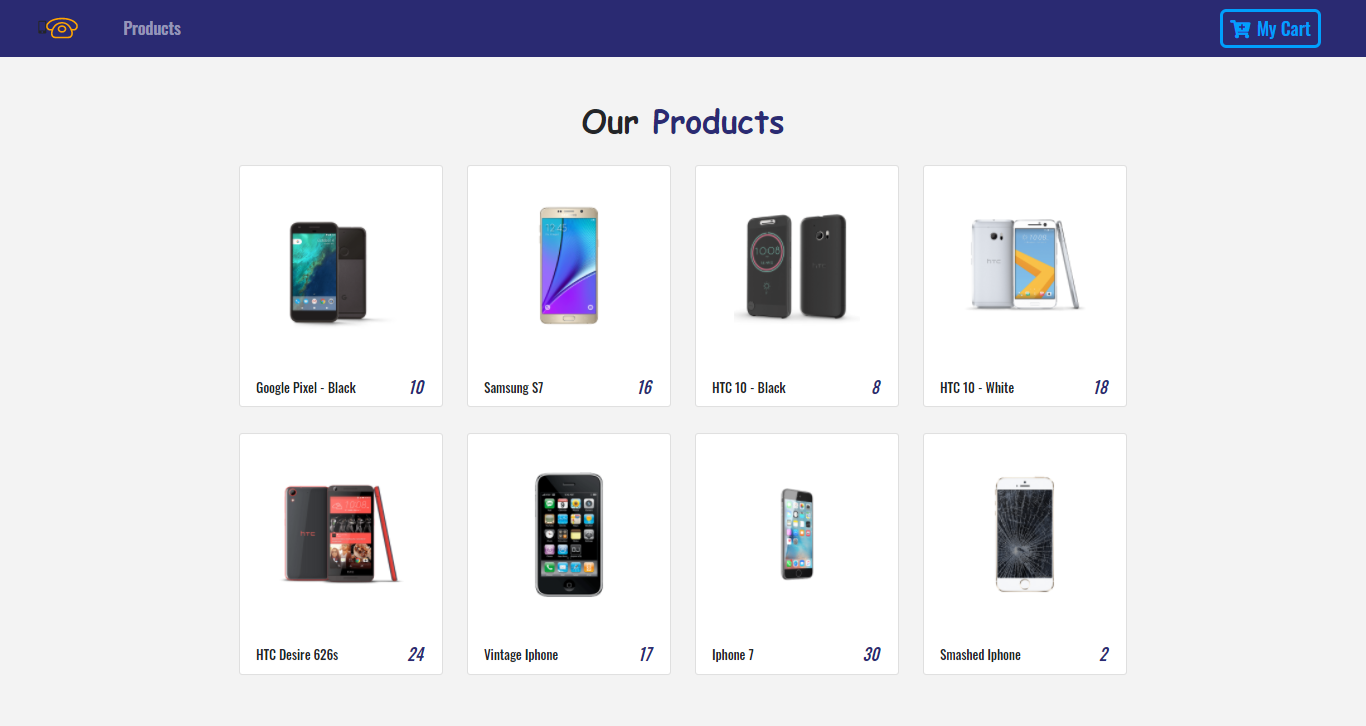 Products
My Cart
Our Products
Google Pixel - Black 10
Samsung S7 16
HTC 10 - Black 8
HTC 10 - White 18
HTC Desire 626s 24
Vintage Iphone 17
Iphone 7 30
Smashed Iphone 2